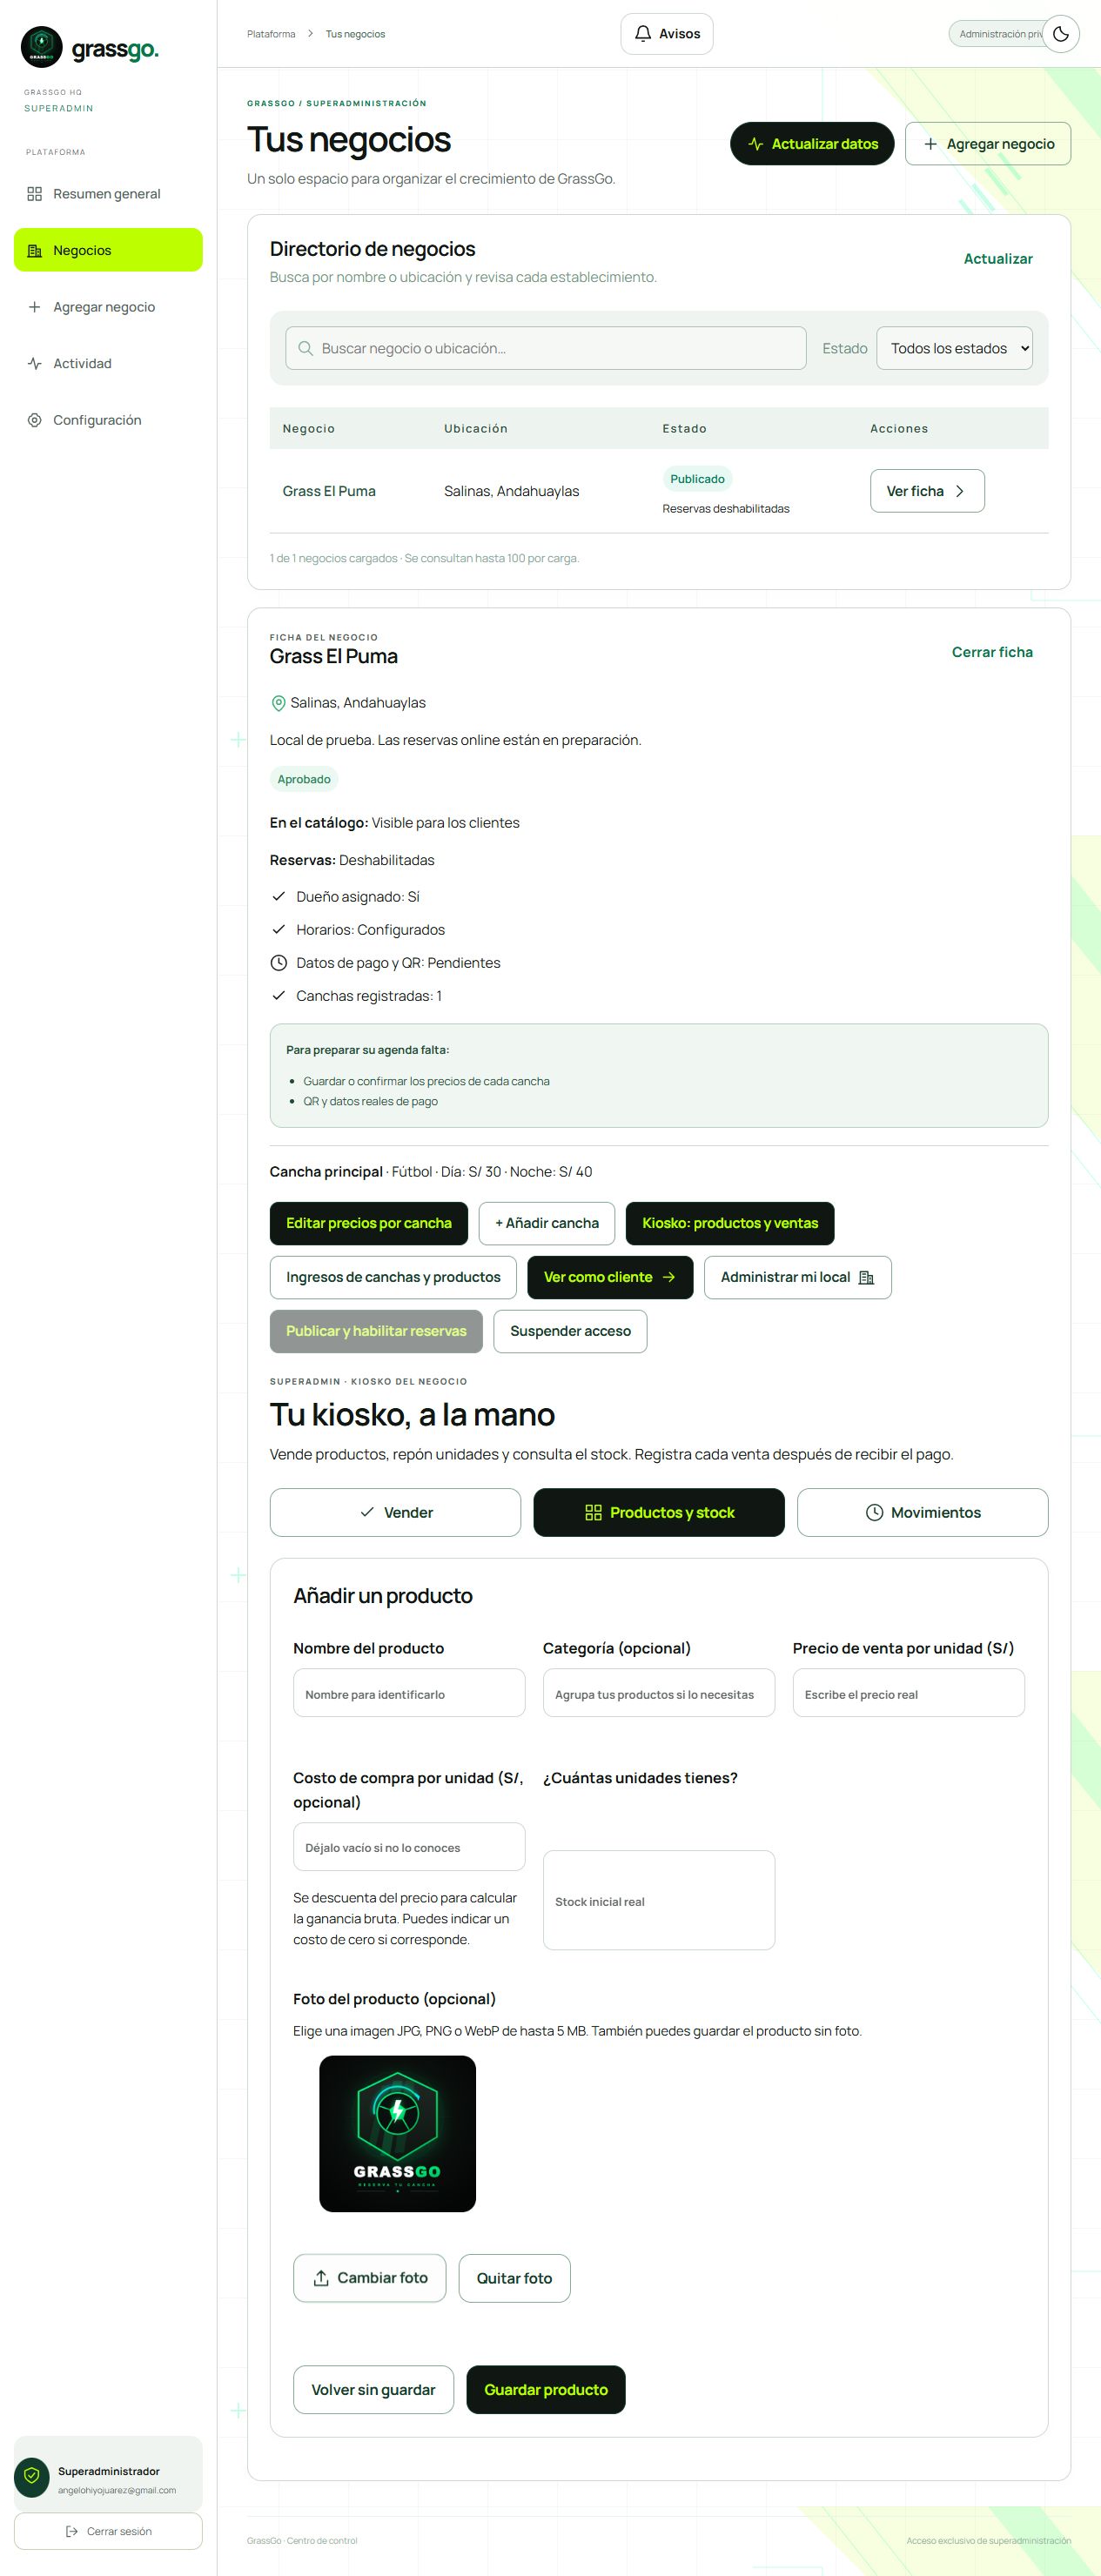 grassgo.
GRASSGO HQ
SUPERADMIN
PLATAFORMA
Resumen general
Negocios
Agregar negocio
Actividad
Configuración
Superadministrador
angelohiyojuarez@gmail.com
Cerrar sesión
Plataforma
Tus negocios
Avisos
Administración priv
GRASSGO / SUPERADMINISTRACIÓN
Tus negocios
Un solo espacio para organizar el crecimiento de GrassGo.
Actualizar datos
Agregar negocio
Directorio de negocios
Busca por nombre o ubicación y revisa cada establecimiento.
Actualizar
Buscar negocio o ubicación...
Estado
Todos los estados
Negocio Ubicación Estado Acciones
Grass El Puma Salinas, Andahuaylas Publicado Ver ficha
Reservas deshabilitadas
1 de 1 negocios cargados · Se consultan hasta 100 por carga.
FICHA DEL NEGOCIO
Grass El Puma
Cerrar ficha
Salinas, Andahuaylas
Local de prueba. Las reservas online están en preparación.
Aprobado
En el catálogo: Visible para los clientes
Reservas: Deshabilitadas
Dueño asignado: Sí
Horarios: Configurados
Datos de pago y QR: Pendientes
Canchas registradas: 1
Para preparar su agenda falta:
• Guardar o confirmar los precios de cada cancha
• QR y datos reales de pago
Cancha principal · Fútbol · Día: S/ 30 · Noche: S/ 40
Editar precios por cancha
+ Añadir cancha
Kiosko: productos y ventas
Ingresos de canchas y productos
Ver como cliente
Administrar mi local
Publicar y habilitar reservas
Suspender acceso
SUPERADMIN · KIOSKO DEL NEGOCIO
Tu kiosko, a la mano
Vende productos, repón unidades y consulta el stock. Registra cada venta después de recibir el pago.
Vender
Productos y stock
Movimientos
Añadir un producto
Nombre del producto
Nombre para identificarlo
Categoría (opcional)
Agrupa tus productos si lo necesitas
Precio de venta por unidad (S/)
Escribe el precio real
Costo de compra por unidad (S/,
opcional)
Déjalo vacío si no lo conoces
Se descuenta del precio para calcular
la ganancia bruta. Puedes indicar un
costo de cero si corresponde.
¿Cuántas unidades tienes?
Stock inicial real
Foto del producto (opcional)
Elige una imagen JPG, PNG o WebP de hasta 5 MB. También puedes guardar el producto sin foto.
GRASSGO
RESERVA TU CANCHA
Cambiar foto
Quitar foto
Volver sin guardar
Guardar producto
GrassGo · Centro de control
Acceso exclusivo de superadministración